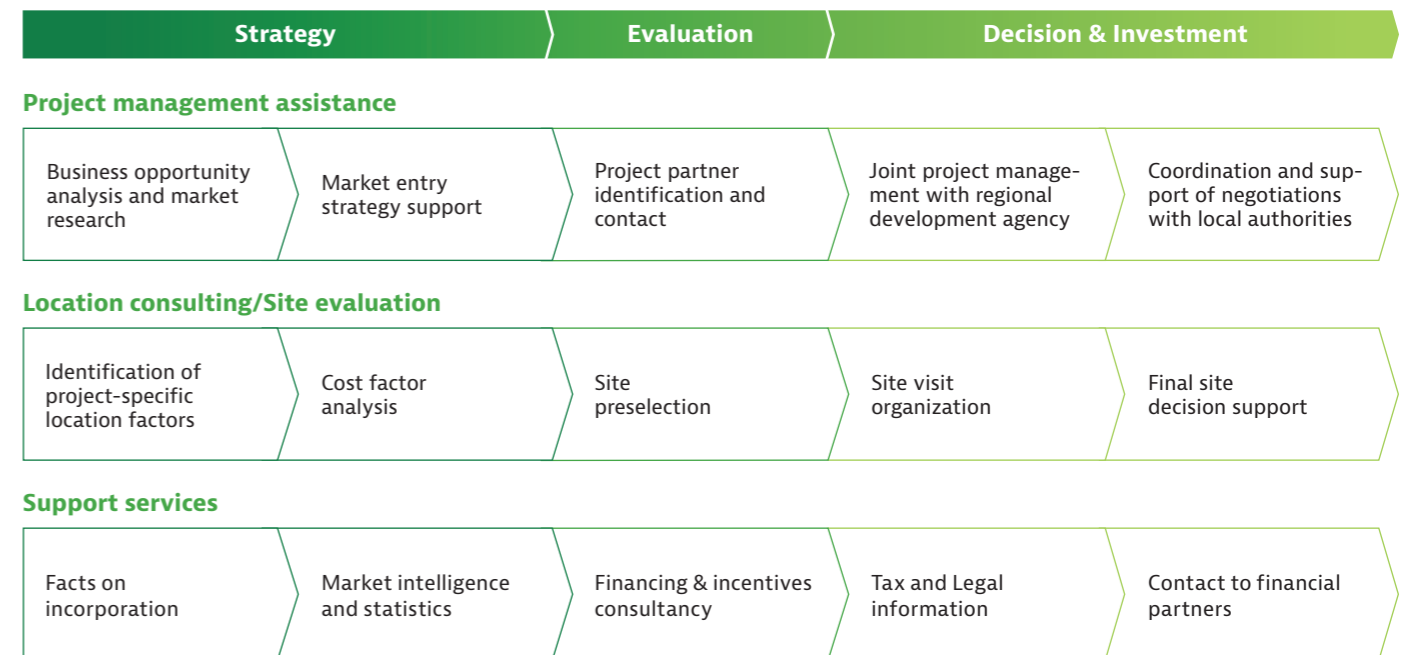 Strategy
Evaluation
Decision & Investment
Project management assistance
Business opportunity
analysis and market
research
Market entry
strategy support
Project partner
identification and
contact
Joint project manage-
ment with regional
development agency
Coordination and sup-
port of negotiations
with local authorities
Location consulting/Site evaluation
Identification of
project-specific
location factors
Cost factor
analysis
Site
preselection
Site visit
organization
Final site
decision support
Support services
Facts on
incorporation
Market intelligence
and statistics
Financing & incentives
consultancy
Tax and Legal
information
Contact to financial
partners